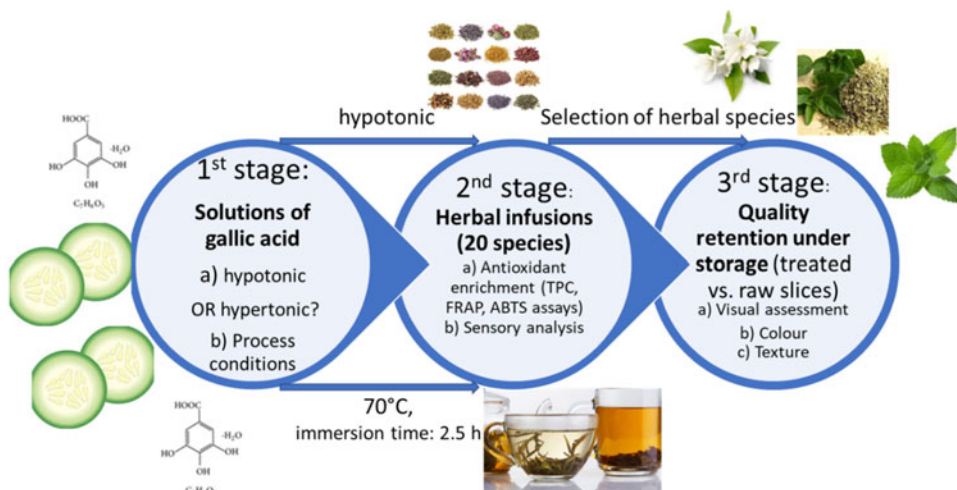 hypotonic
Selection of herbal species
HOOC
·H₂O
HO
OH
OH
C₇H₆O₅
1st stage:
Solutions of
gallic acid
a) hypotonic
OR hypertonic?
b) Process
conditions
2nd stage:
Herbal infusions
(20 species)
a) Antioxidant
enrichment (TPC,
FRAP, ABTS assays)
b) Sensory analysis
3rd stage:
Quality
retention under
storage (treated
vs. raw slices)
a) Visual assessment
b) Colour
c) Texture
70°C,
immersion time: 2.5 h
HOOC
·H₂O
HO
OH
OH